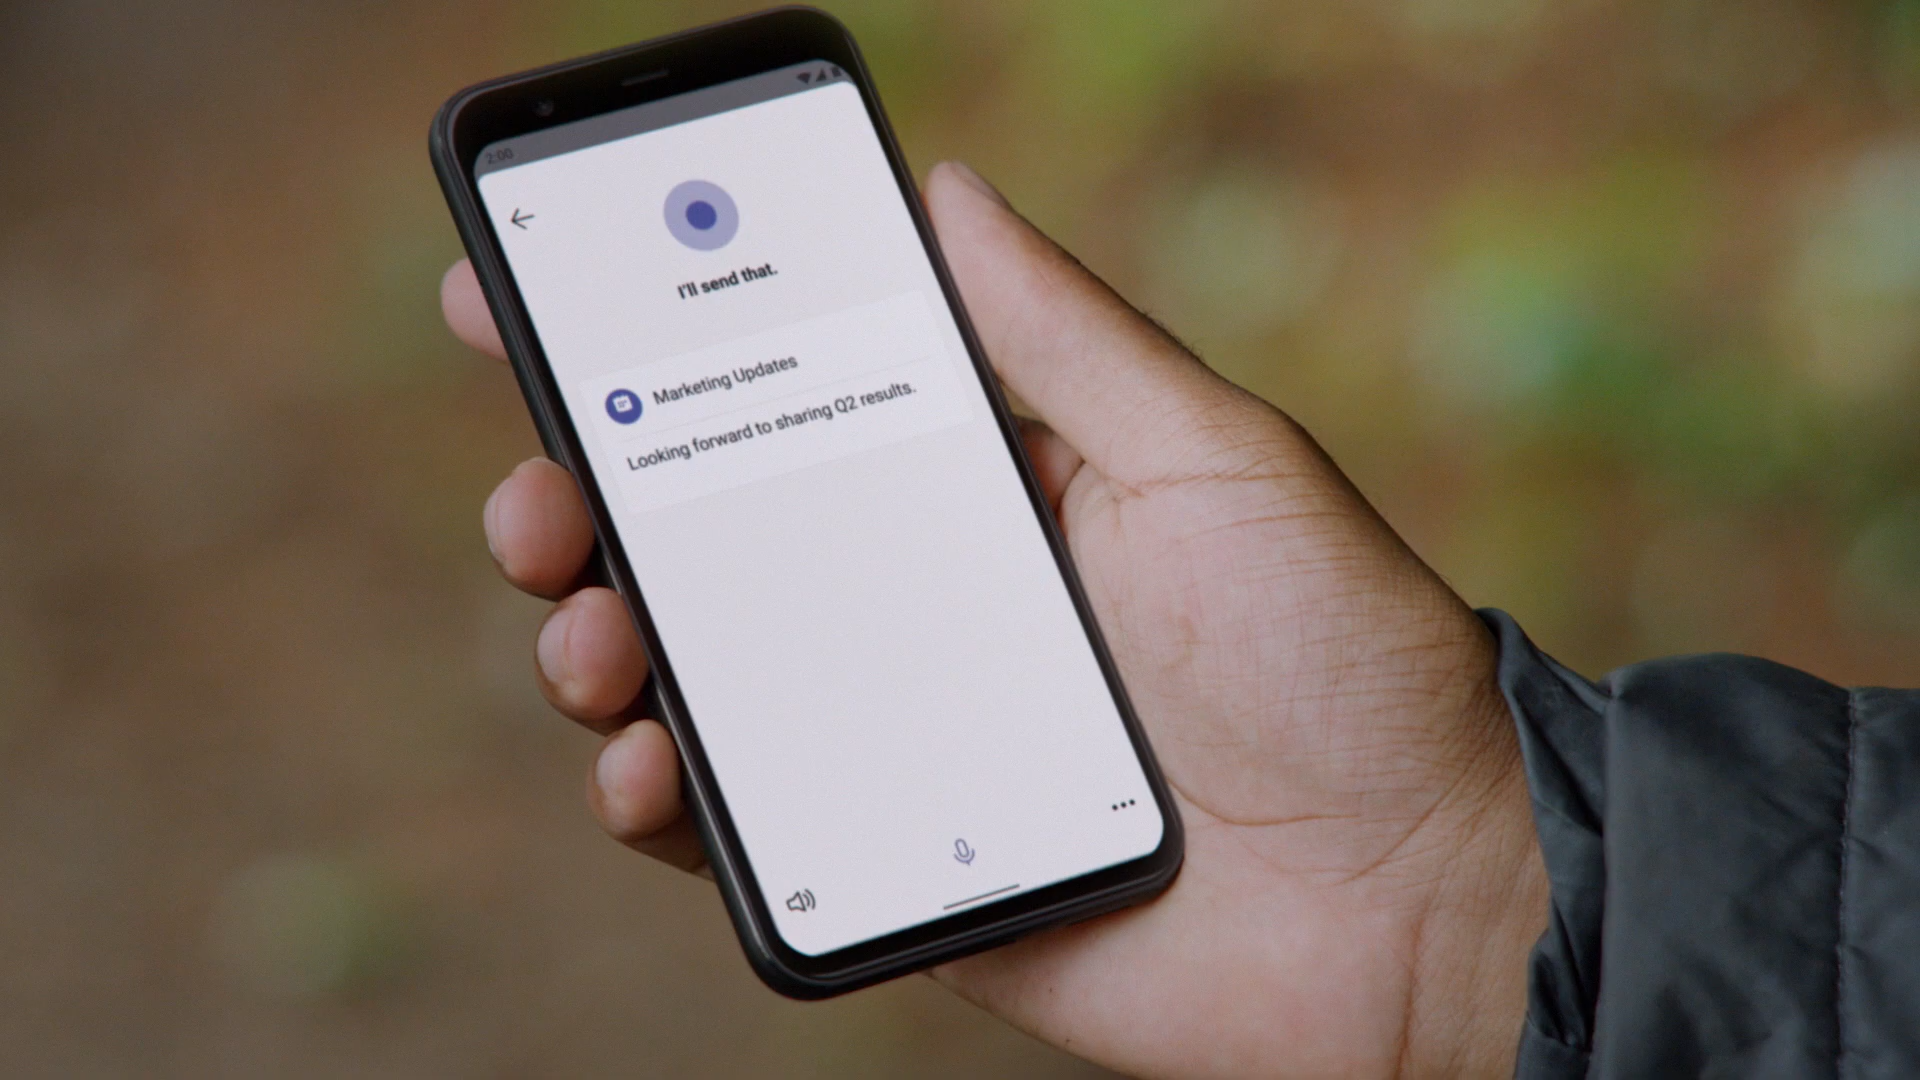 2:00
I'll send that.
Marketing Updates
Looking forward to sharing Q2 results.